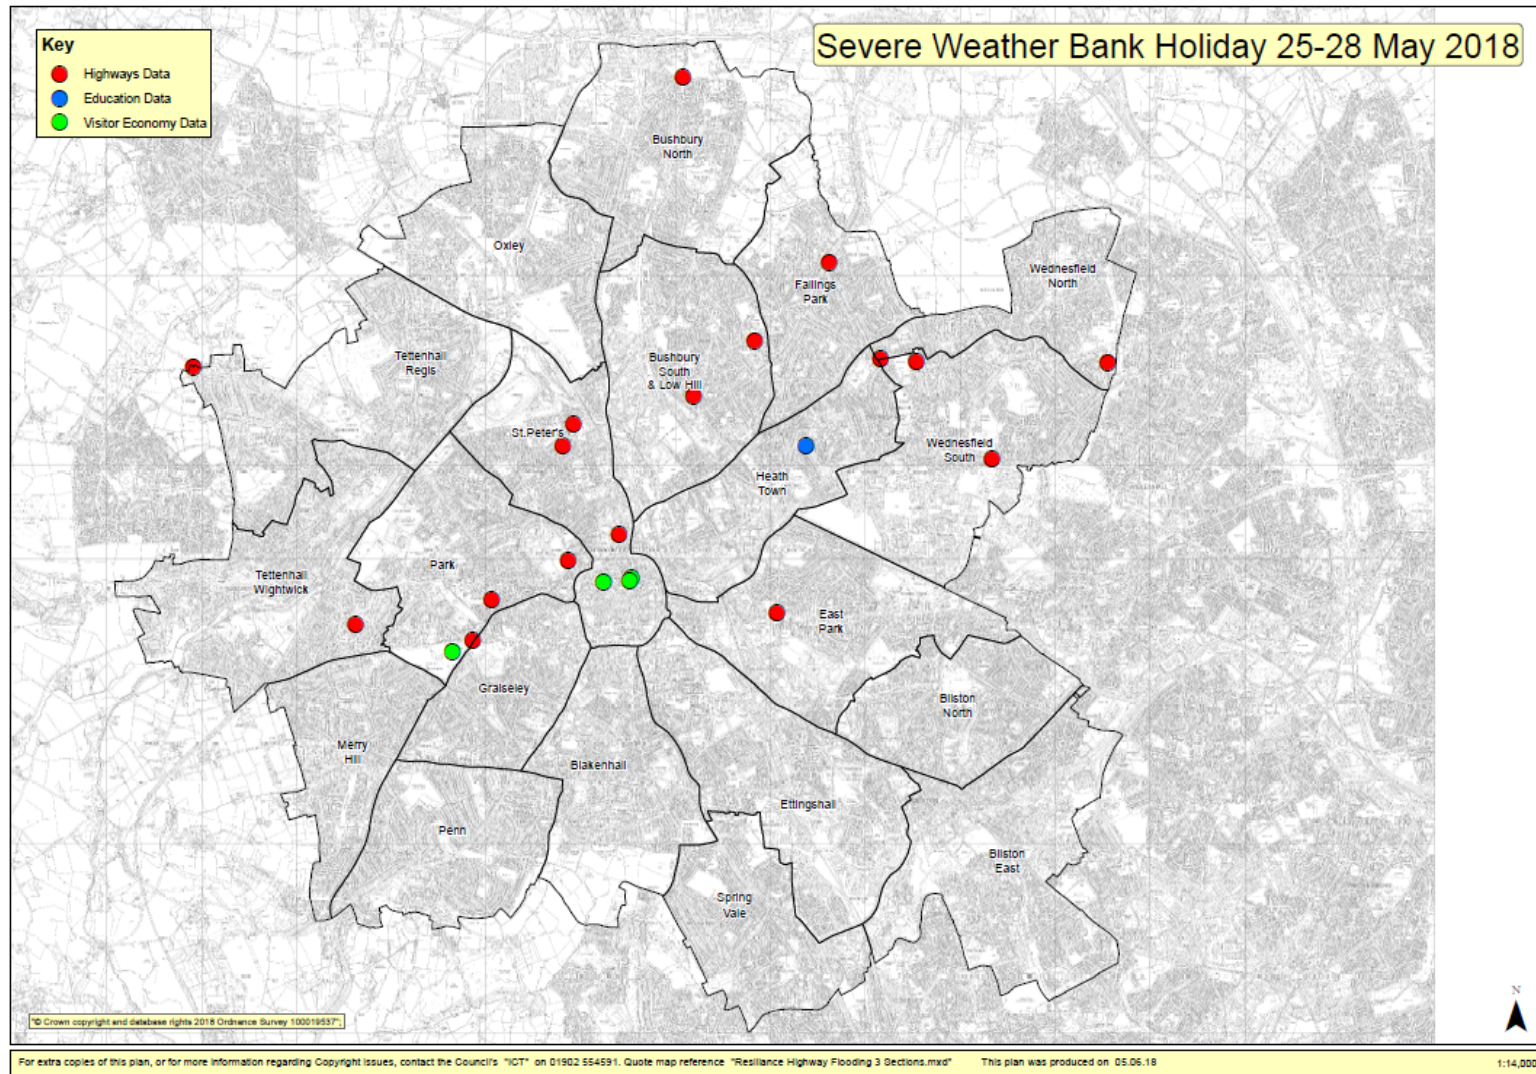 Severe Weather Bank Holiday 25-28 May 2018
Key
Highways Data
Education Data
Visitor Economy Data
Bushbury
North
Oxley
Wednesfield
North
Fallings
Park
Tettenhall
Regis
Bushbury
South
& Low Hill
St.Peter's
Wednesfield
South
Heath
Town
Park
Tettenhall
Wightwick
East
Park
Graiseley
Bilston
North
Merry
Hill
Blakenhall
Ettingshall
Penn
Bilston
East
Spring
Vale
N
"© Crown copyright and database rights 2018 Ordnance Survey 100019537";
For extra copies of this plan, or for more information regarding Copyright issues, contact the Council's "ICT" on 01902 554591. Quote map reference "Resiliance Highway Flooding 3 Sections.mxd" This plan was produced on 05.06.18 1:14,000